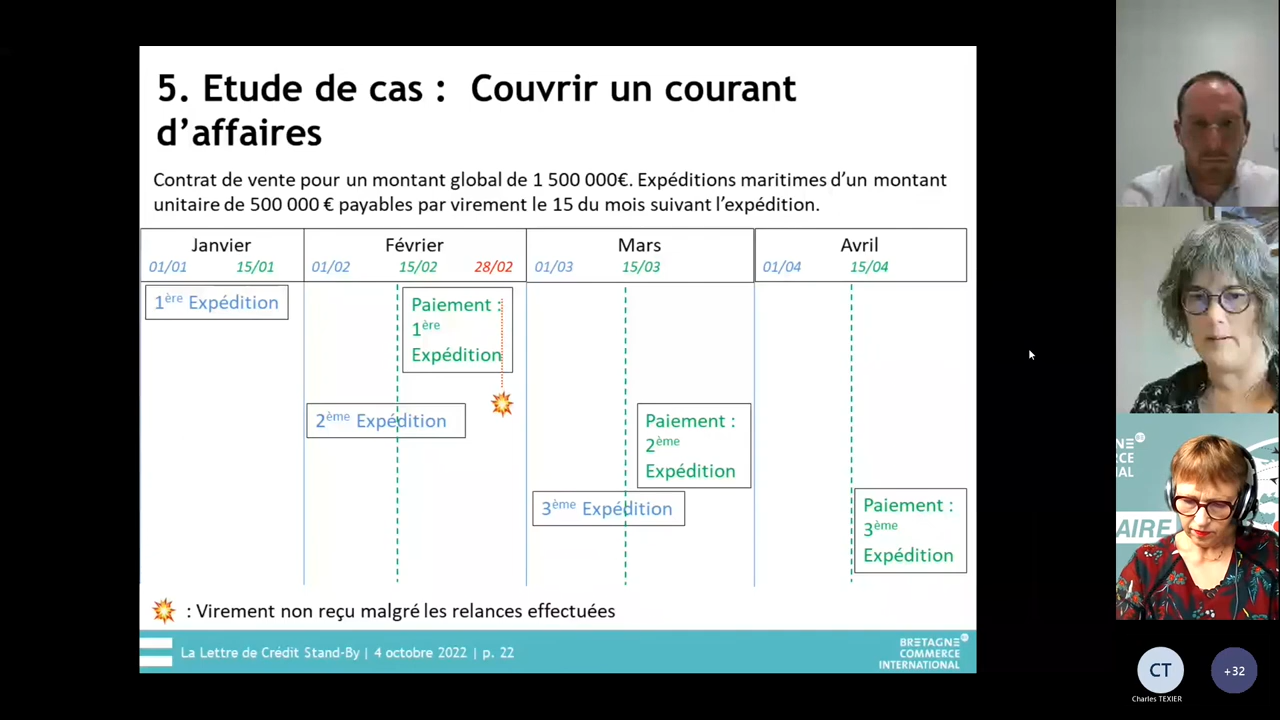 5. Etude de cas : Couvrir un courant
d’affaires
Contrat de vente pour un montant global de 1 500 000€. Expéditions maritimes d’un montant
unitaire de 500 000 € payables par virement le 15 du mois suivant l’expédition.
Janvier
01/01 15/01
Février
01/02 15/02 28/02
Mars
01/03 15/03
Avril
01/04 15/04
1ère Expédition
Paiement :
1ère
Expédition
2ème Expédition
Paiement :
2ème
Expédition
3ème Expédition
Paiement :
3ème
Expédition
: Virement non reçu malgré les relances effectuées
La Lettre de Crédit Stand-By | 4 octobre 2022 | p. 22
BRETAGNE
COMMERCE
INTERNATIONAL
AIRE
CT
Charles TEXIER
+32